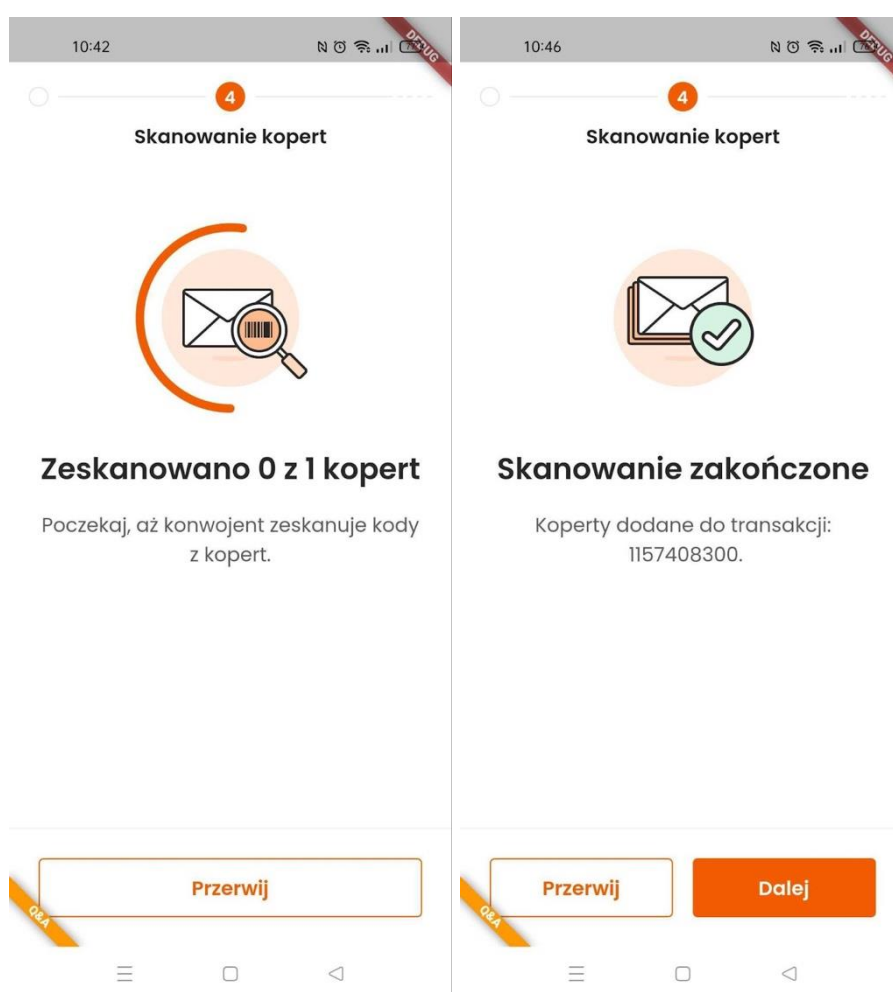 10:42
DEBUG
4
Skanowanie kopert
Zeskanowano 0 z 1 kopert
Poczekaj, aż konwojent zeskanuje kody
z kopert.
Przerwij
Q&A
10:46
DEBUG
4
Skanowanie kopert
Skanowanie zakończone
Koperty dodane do transakcji:
1157408300.
Przerwij
Dalej
Q&A